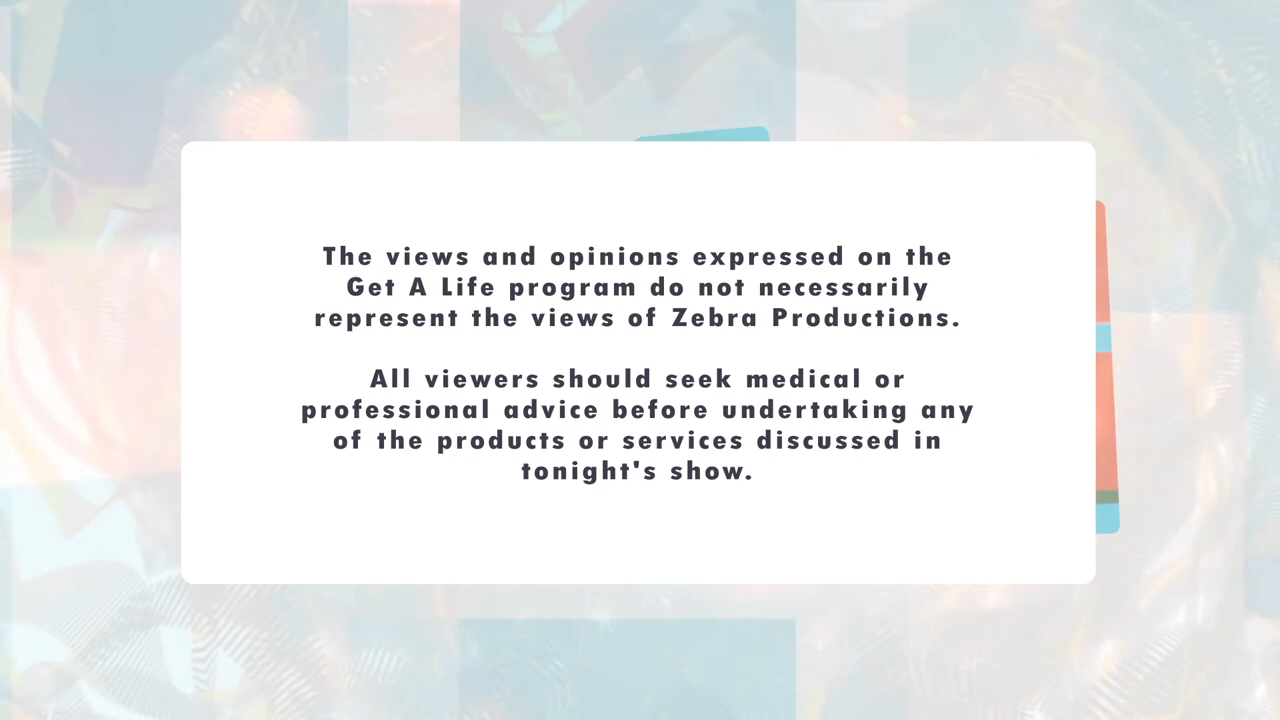 The views and opinions expressed on the
Get A Life program do not necessarily
represent the views of Zebra Productions.
All viewers should seek medical or
professional advice before undertaking any
of the products or services discussed in
tonight's show.